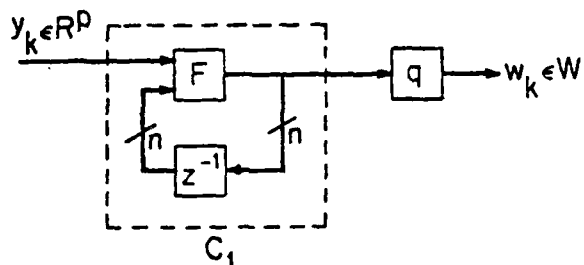 y_k ϵ R^p
F
q
w_k ϵ W
n
n
z^{-1}
C_1